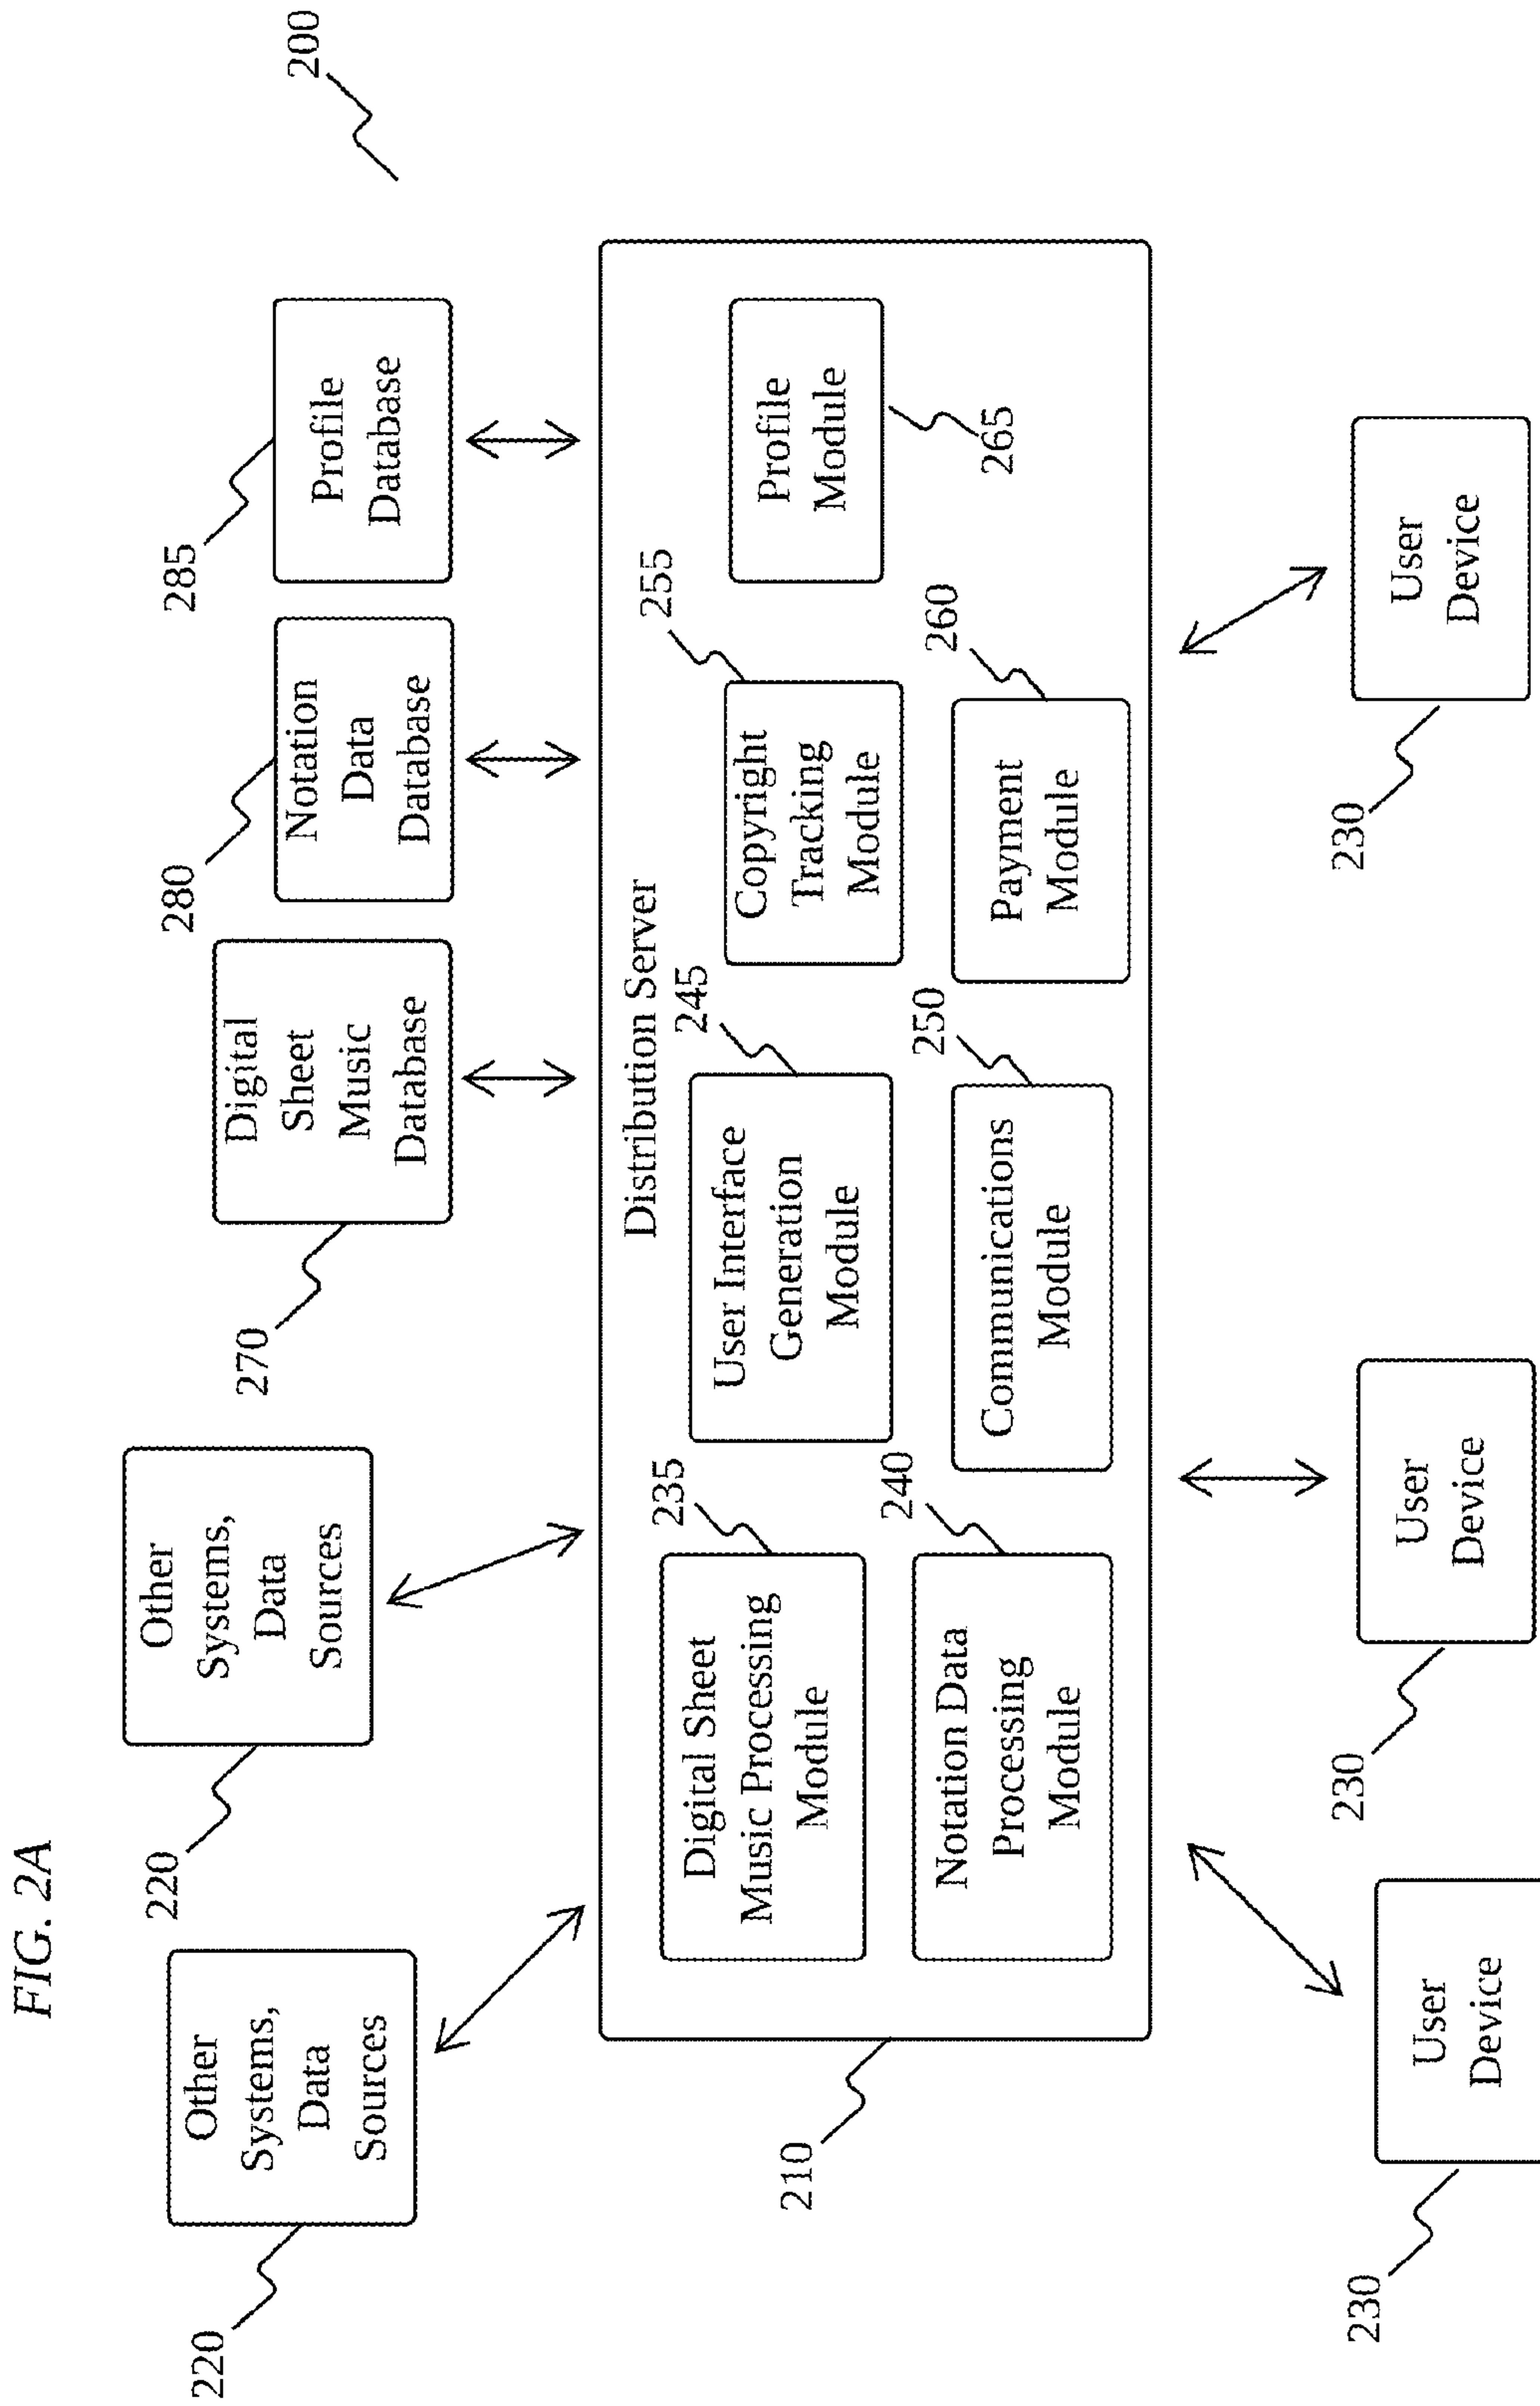 FIG. 2A
200
220
Other
Systems,
Data
Sources
220
Other
Systems,
Data
Sources
270
Digital
Sheet
Music
Database
280
Notation
Data
Database
285
Profile
Database
210
Distribution Server
235
Digital Sheet
Music Processing
Module
240
Notation Data
Processing
Module
245
User Interface
Generation
Module
250
Communications
Module
255
Copyright
Tracking
Module
260
Payment
Module
Profile
Module
265
230
User
Device
230
User
Device
230
User
Device